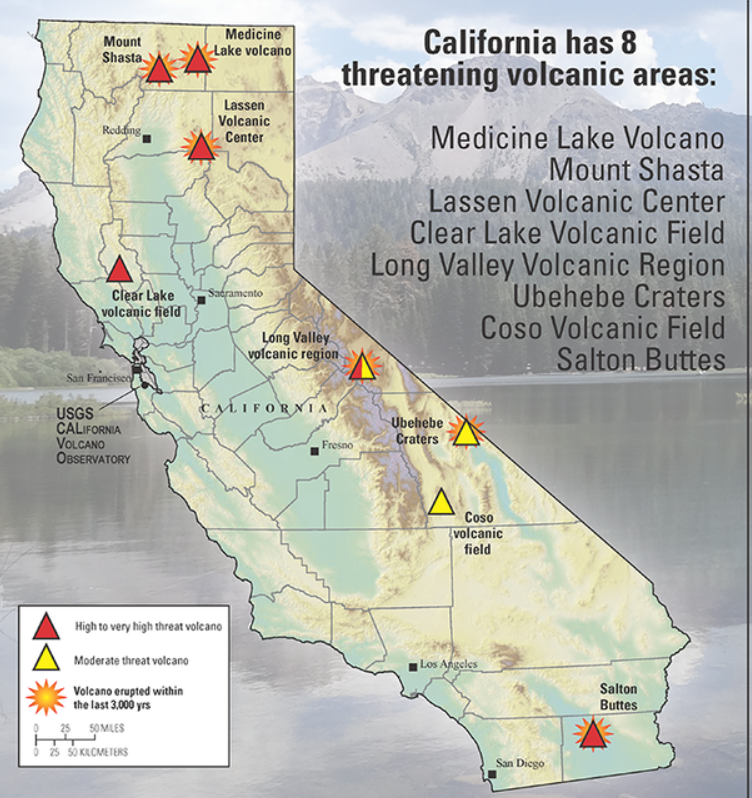 California has 8
threatening volcanic areas:
Medicine Lake Volcano
Mount Shasta
Lassen Volcanic Center
Clear Lake Volcanic Field
Long Valley Volcanic Region
Ubehebe Craters
Coso Volcanic Field
Salton Buttes
Mount
Shasta
Medicine
Lake volcano
Lassen
Volcanic
Center
Redding
Clear Lake
volcanic field
Sacramento
Long Valley
volcanic region
San Francisco
USGS
CALIFORNIA
VOLCANO
OBSERVATORY
CALIFORNIA
Ubehebe
Craters
Fresno
Coso
volcanic
field
Los Angeles
Salton
Buttes
San Diego
High to very high threat volcano
Moderate threat volcano
Volcano erupted within
the last 3,000 yrs
0 25 50 MILES
0 25 50 KILOMETERS